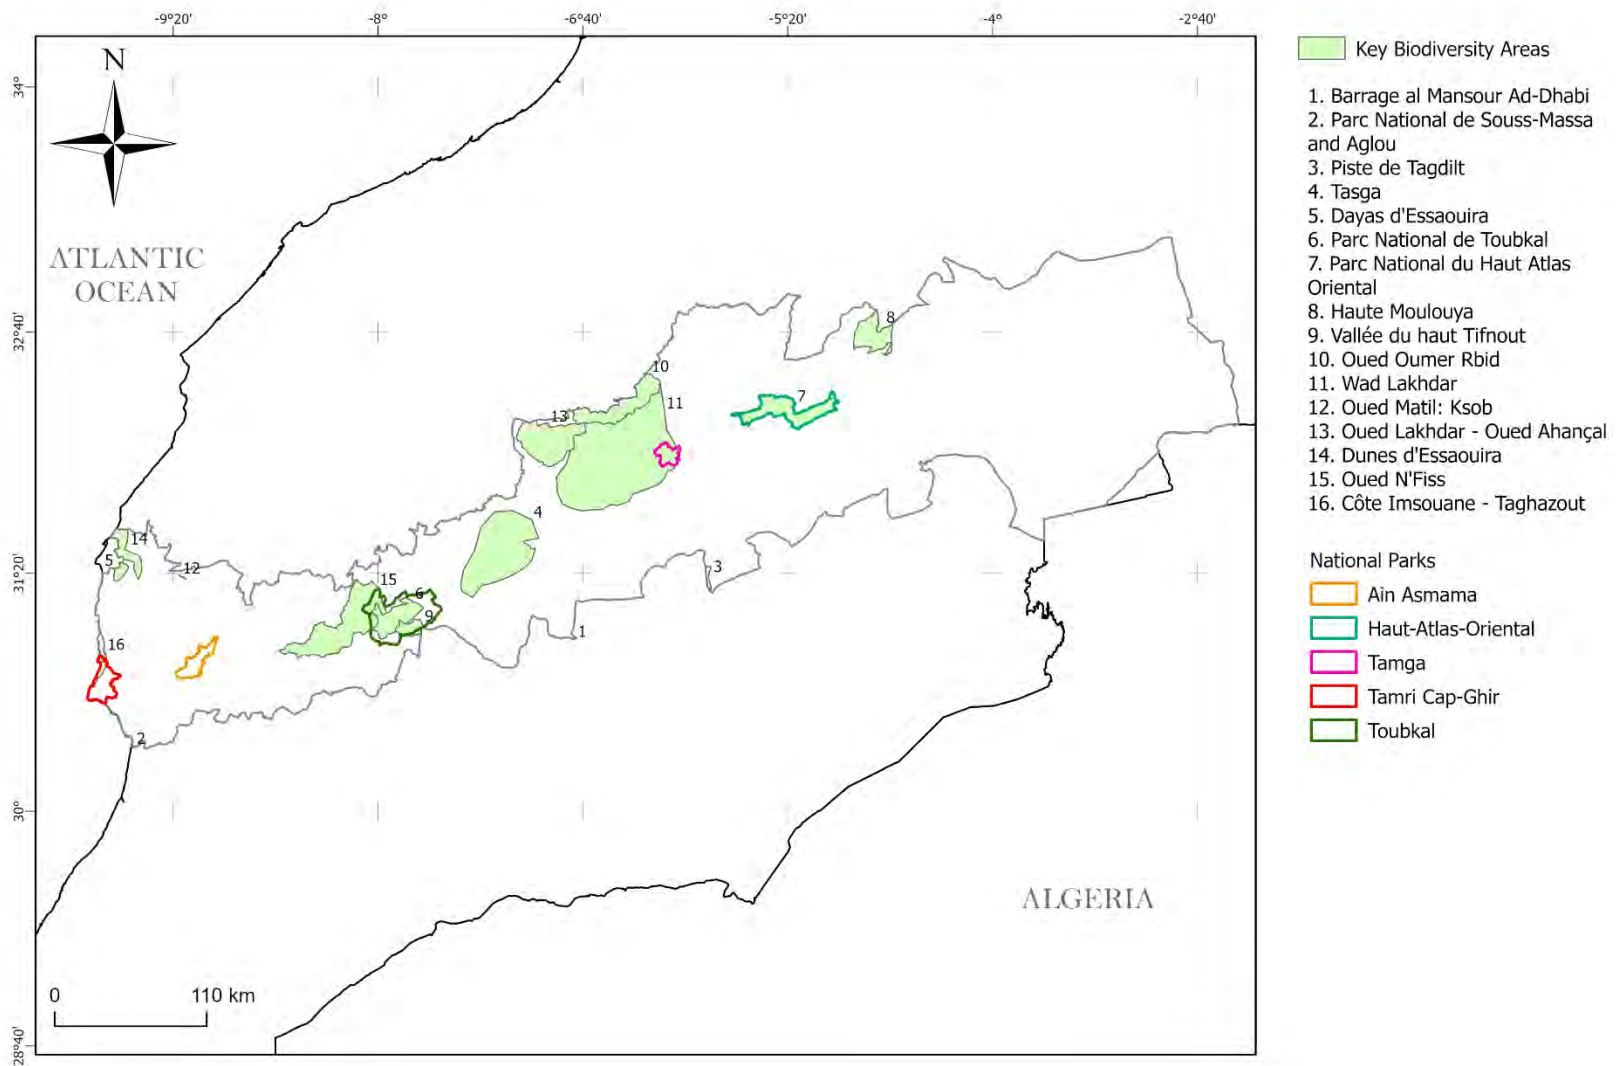 -9°20'
-8°
-6°40'
-5°20'
-4°
-2°40'
34°
32°40'
31°20'
30°
28°40'
N
ATLANTIC
OCEAN
ALGERIA
8
10
7
11
13
4
14
5
12
15
3
6
9
1
16
2
0
110 km
Key Biodiversity Areas
1. Barrage al Mansour Ad-Dhabi
2. Parc National de Souss-Massa
and Aglou
3. Piste de Tagdilt
4. Tasga
5. Dayas d'Essaouira
6. Parc National de Toubkal
7. Parc National du Haut Atlas
Oriental
8. Haute Moulouya
9. Vallée du haut Tifnout
10. Oued Oumer Rbid
11. Wad Lakhdar
12. Oued Matil: Ksob
13. Oued Lakhdar - Oued Ahançal
14. Dunes d'Essaouira
15. Oued N'Fiss
16. Côte Imsouane - Taghazout
National Parks
Ain Asmama
Haut-Atlas-Oriental
Tamga
Tamri Cap-Ghir
Toubkal